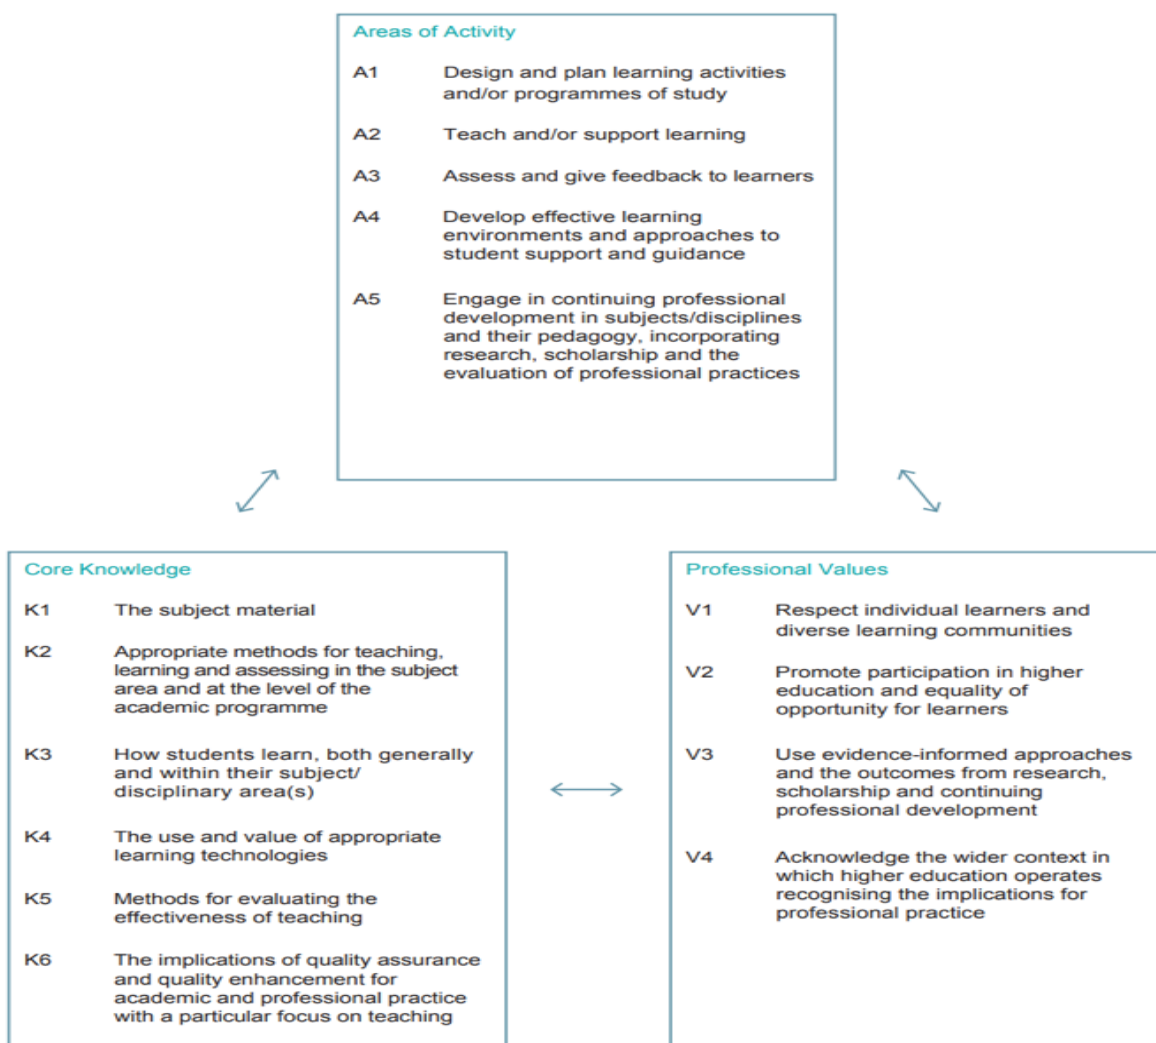 Areas of Activity
A1 Design and plan learning activities
and/or programmes of study
A2 Teach and/or support learning
A3 Assess and give feedback to learners
A4 Develop effective learning
environments and approaches to
student support and guidance
A5 Engage in continuing professional
development in subjects/disciplines
and their pedagogy, incorporating
research, scholarship and the
evaluation of professional practices
Core Knowledge
K1 The subject material
K2 Appropriate methods for teaching,
learning and assessing in the subject
area and at the level of the
academic programme
K3 How students learn, both generally
and within their subject/
disciplinary area(s)
K4 The use and value of appropriate
learning technologies
K5 Methods for evaluating the
effectiveness of teaching
K6 The implications of quality assurance
and quality enhancement for
academic and professional practice
with a particular focus on teaching
Professional Values
V1 Respect individual learners and
diverse learning communities
V2 Promote participation in higher
education and equality of
opportunity for learners
V3 Use evidence-informed approaches
and the outcomes from research,
scholarship and continuing
professional development
V4 Acknowledge the wider context in
which higher education operates
recognising the implications for
professional practice